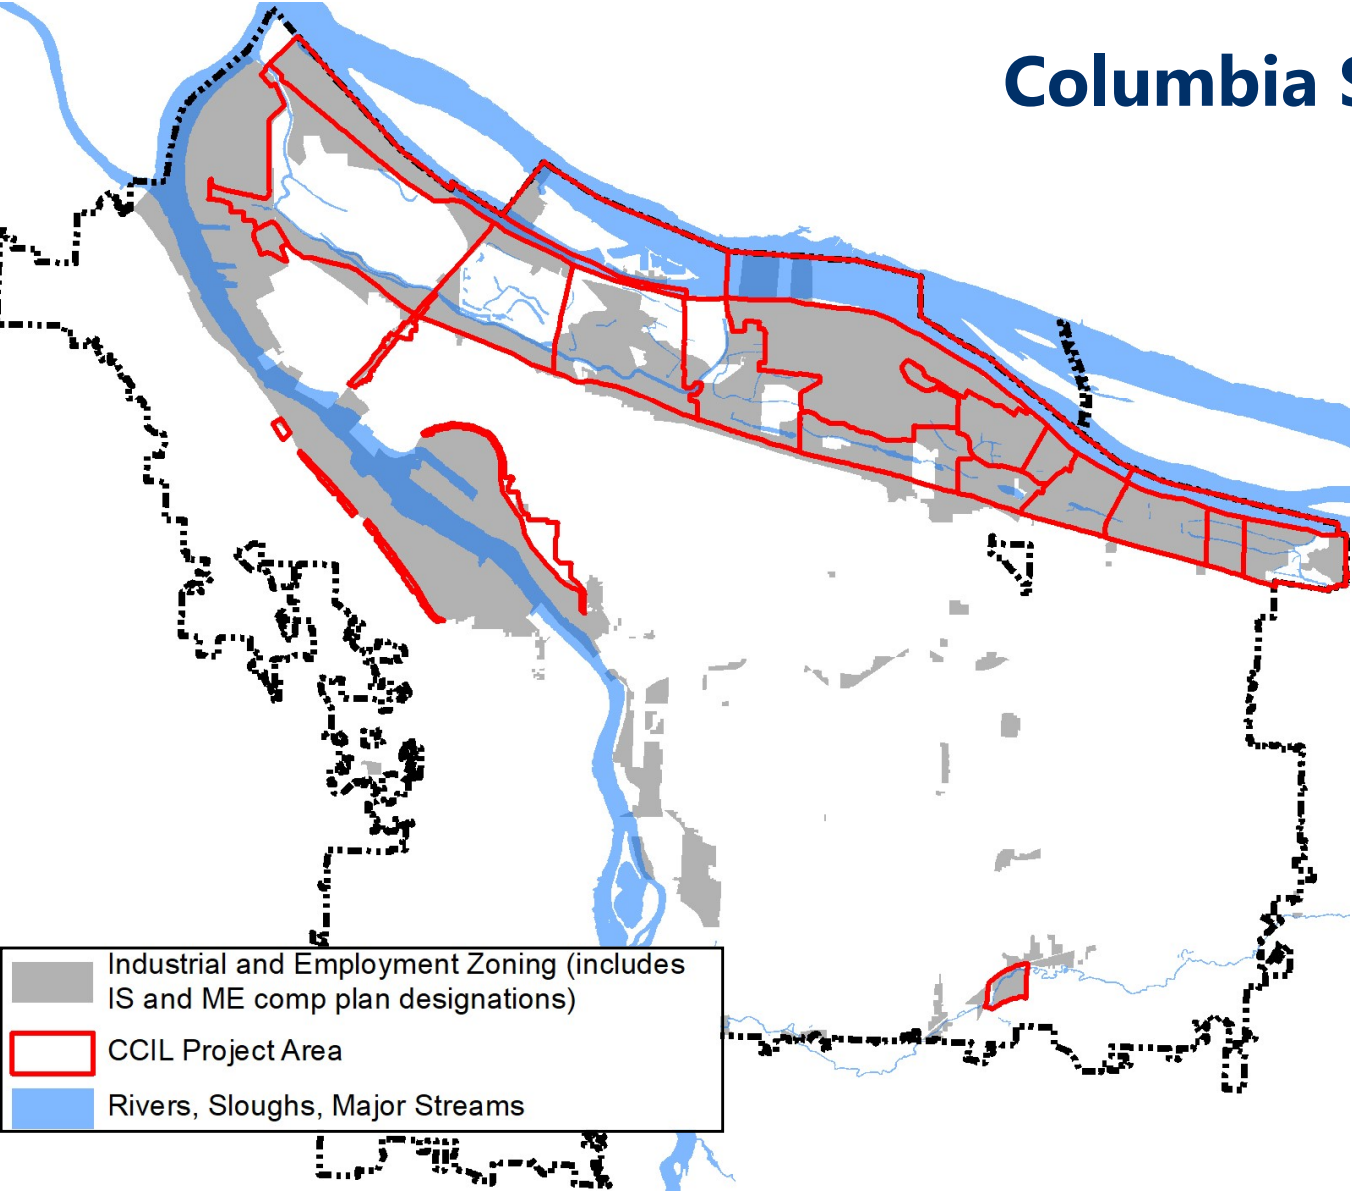 Columbia S
Industrial and Employment Zoning (includes
IS and ME comp plan designations)
CCIL Project Area
Rivers, Sloughs, Major Streams